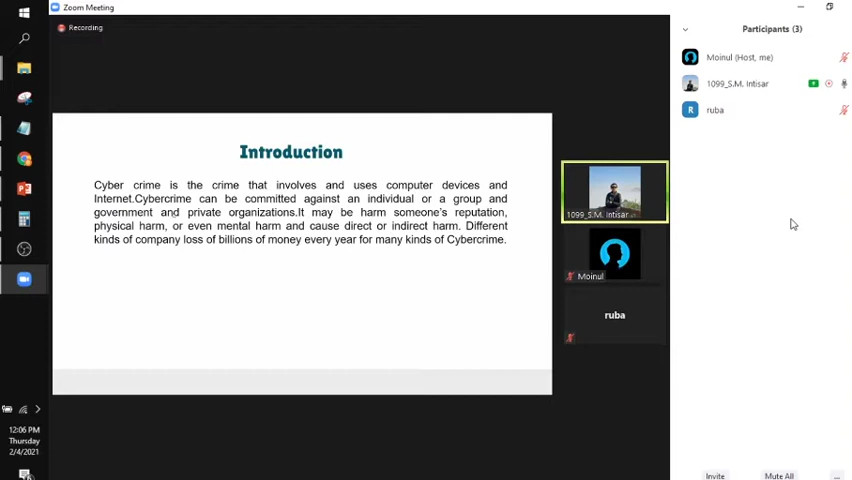 Zoom Meeting
Recording
Participants (3)
Moinul (Host, me)
1099_S.M. Intisar
R
ruba
Introduction
Cyber crime is the crime that involves and uses computer devices and
Internet.Cybercrime can be committed against an individual or a group and
government and private organizations.It may be harm someone's reputation,
physical harm, or even mental harm and cause direct or indirect harm. Different
kinds of company loss of billions of money every year for many kinds of Cybercrime.
1099_S.M. Intisar
Moinul
ruba
12:06 PM
Thursday
2/4/2021
Invite
Mute All
...